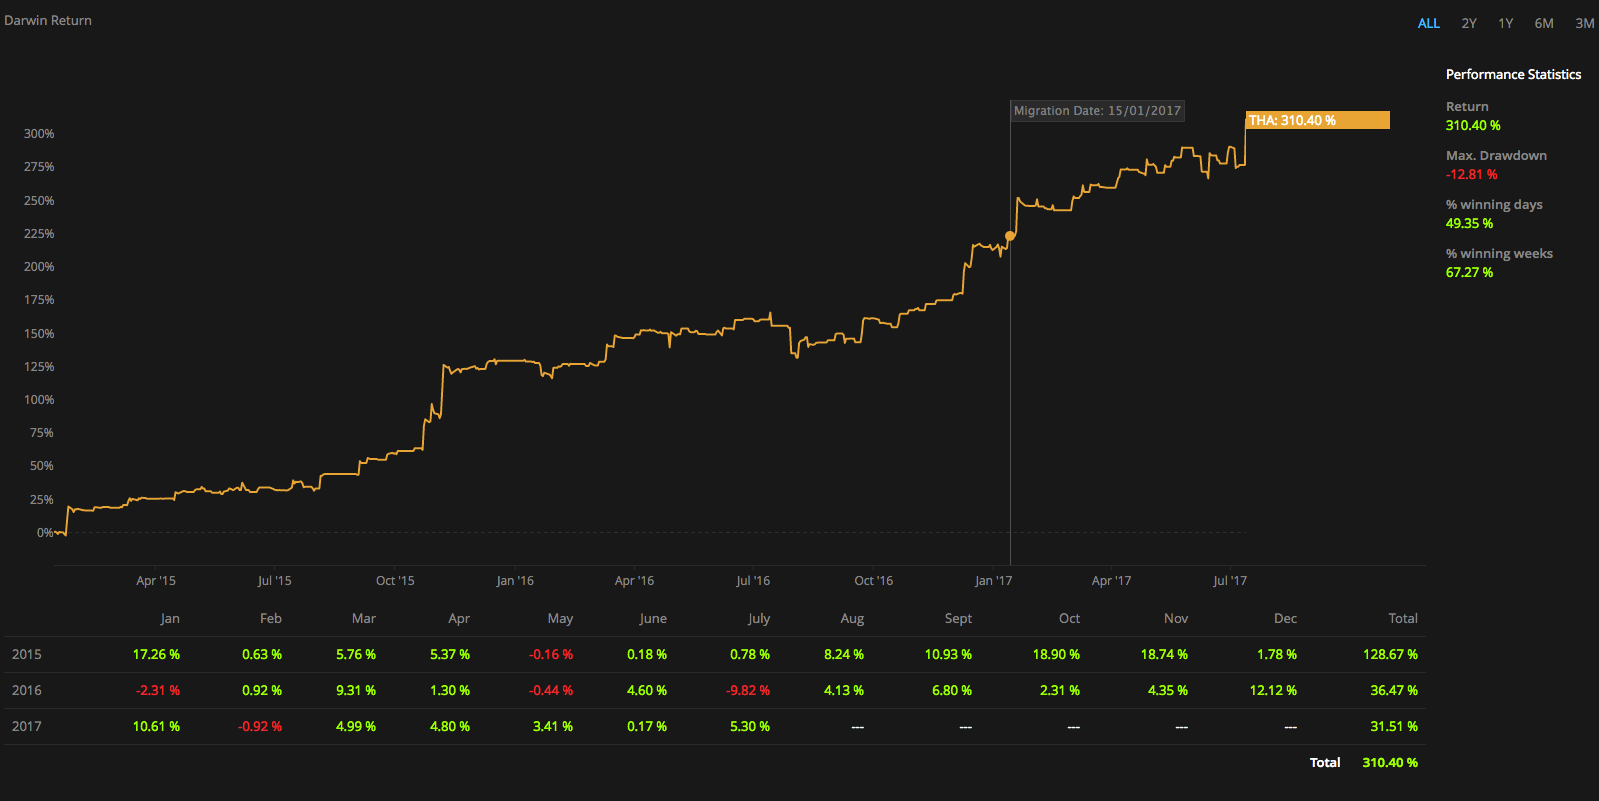 Darwin Return
ALL 2Y 1Y 6M 3M
Performance Statistics
Return
310.40 %
Max. Drawdown
-12.81 %
% winning days
49.35 %
% winning weeks
67.27 %
Migration Date: 15/01/2017
THA: 310.40 %
300%
275%
250%
225%
200%
175%
150%
125%
100%
75%
50%
25%
0%
Apr '15 Jul '15 Oct '15 Jan '16 Apr '16 Jul '16 Oct '16 Jan '17 Apr '17 Jul '17
Jan Feb Mar Apr May June July Aug Sept Oct Nov Dec Total
2015 17.26 % 0.63 % 5.76 % 5.37 % -0.16 % 0.18 % 0.78 % 8.24 % 10.93 % 18.90 % 18.74 % 1.78 % 128.67 %
2016 -2.31 % 0.92 % 9.31 % 1.30 % -0.44 % 4.60 % -9.82 % 4.13 % 6.80 % 2.31 % 4.35 % 12.12 % 36.47 %
2017 10.61 % -0.92 % 4.99 % 4.80 % 3.41 % 0.17 % 5.30 % --- --- --- --- --- 31.51 %
Total 310.40 %